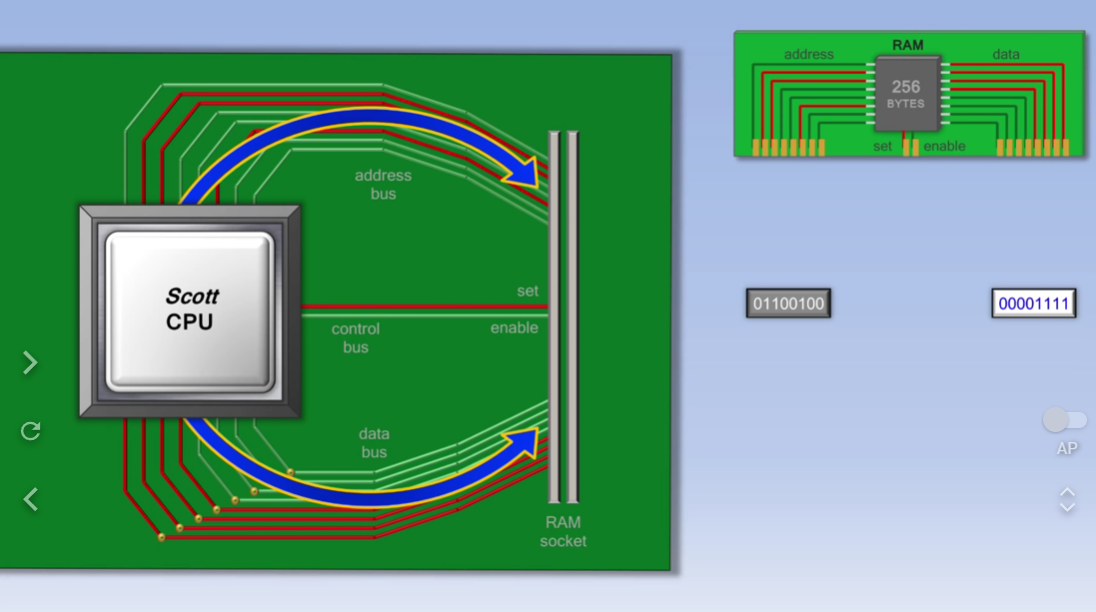 RAM
address
data
256
BYTES
set
enable
address
bus
Scott
CPU
set
control
bus
enable
01100100
00001111
data
bus
AP
RAM
socket